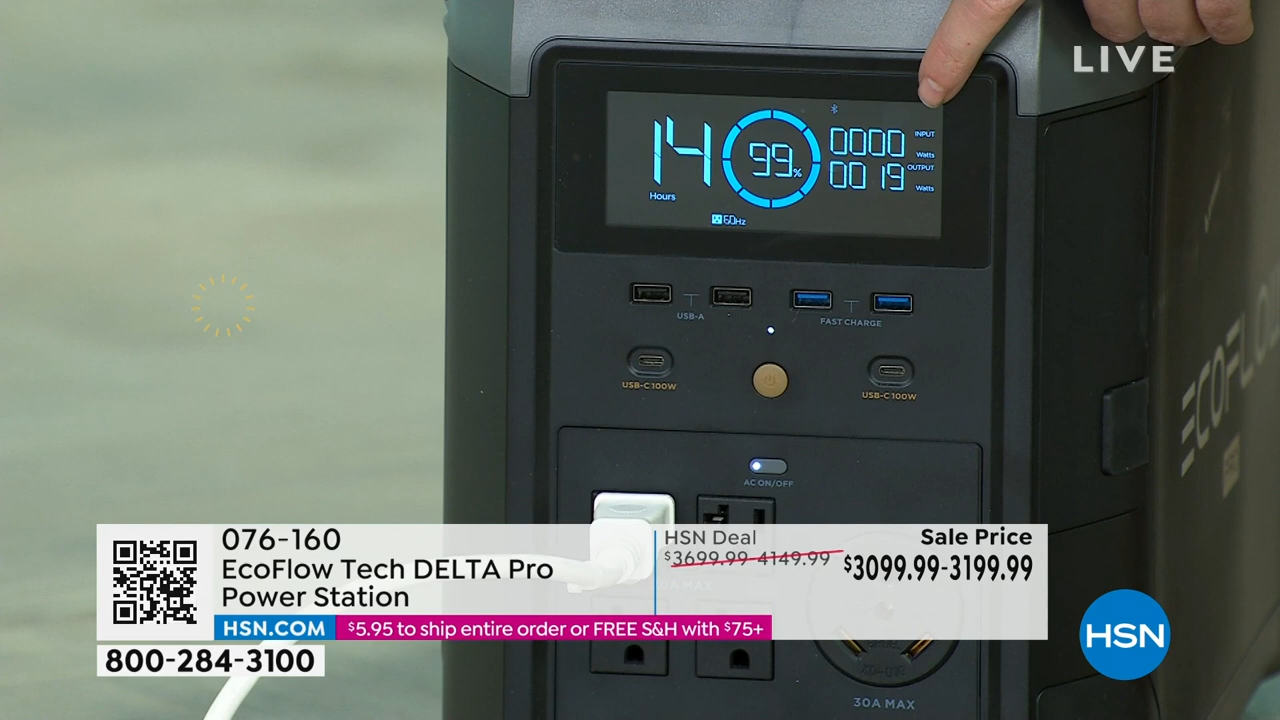 LIVE
14
Hours
99%
0000
INPUT
Watts
0019
OUTPUT
Watts
60Hz
USB-A
FAST CHARGE
USB-C 100W
USB-C 100W
AC ON/OFF
ECOFLOW
076-160
EcoFlow Tech DELTA Pro
Power Station
HSN Deal
$3699.99-4149.99
Sale Price
$3099.99-3199.99
HSN.COM
$5.95 to ship entire order or FREE S&H with $75+
800-284-3100
HSN
30A MAX